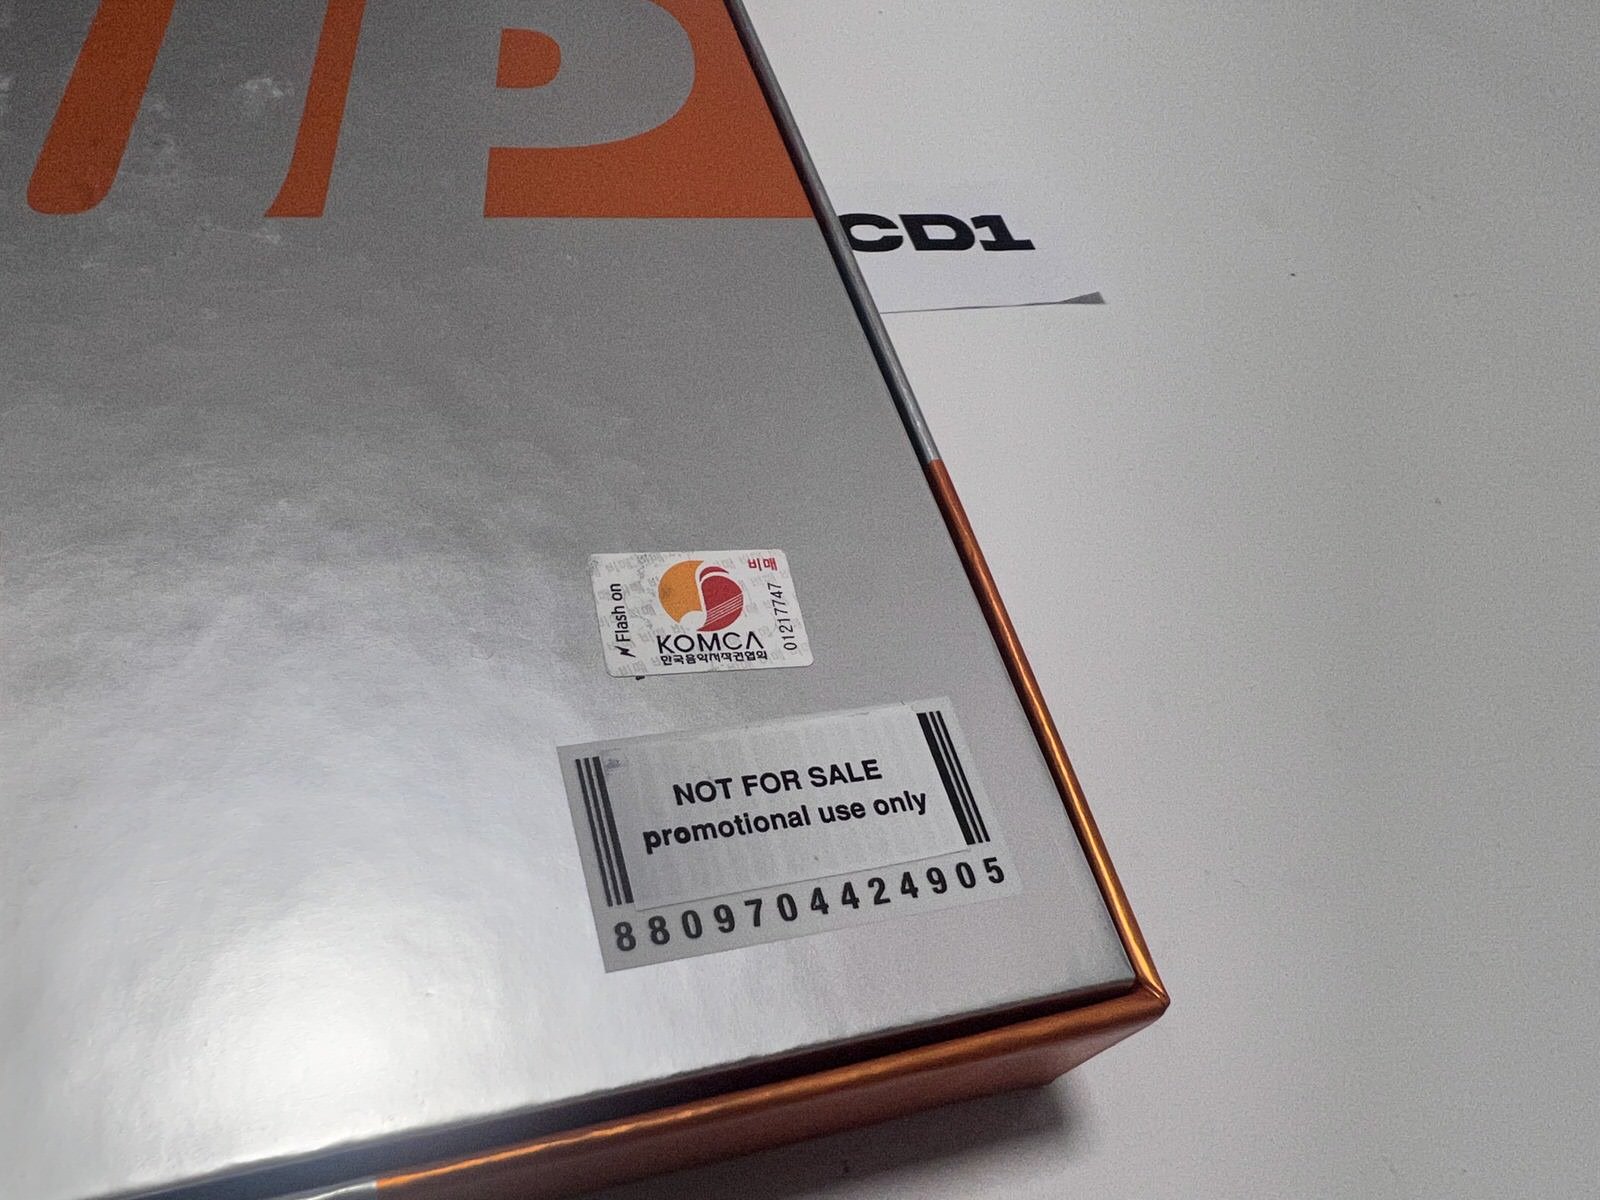 CD1
비매
Flash on
KOMCA
01217747
한국음악저작권협회
NOT FOR SALE
promotional use only
8809704424905